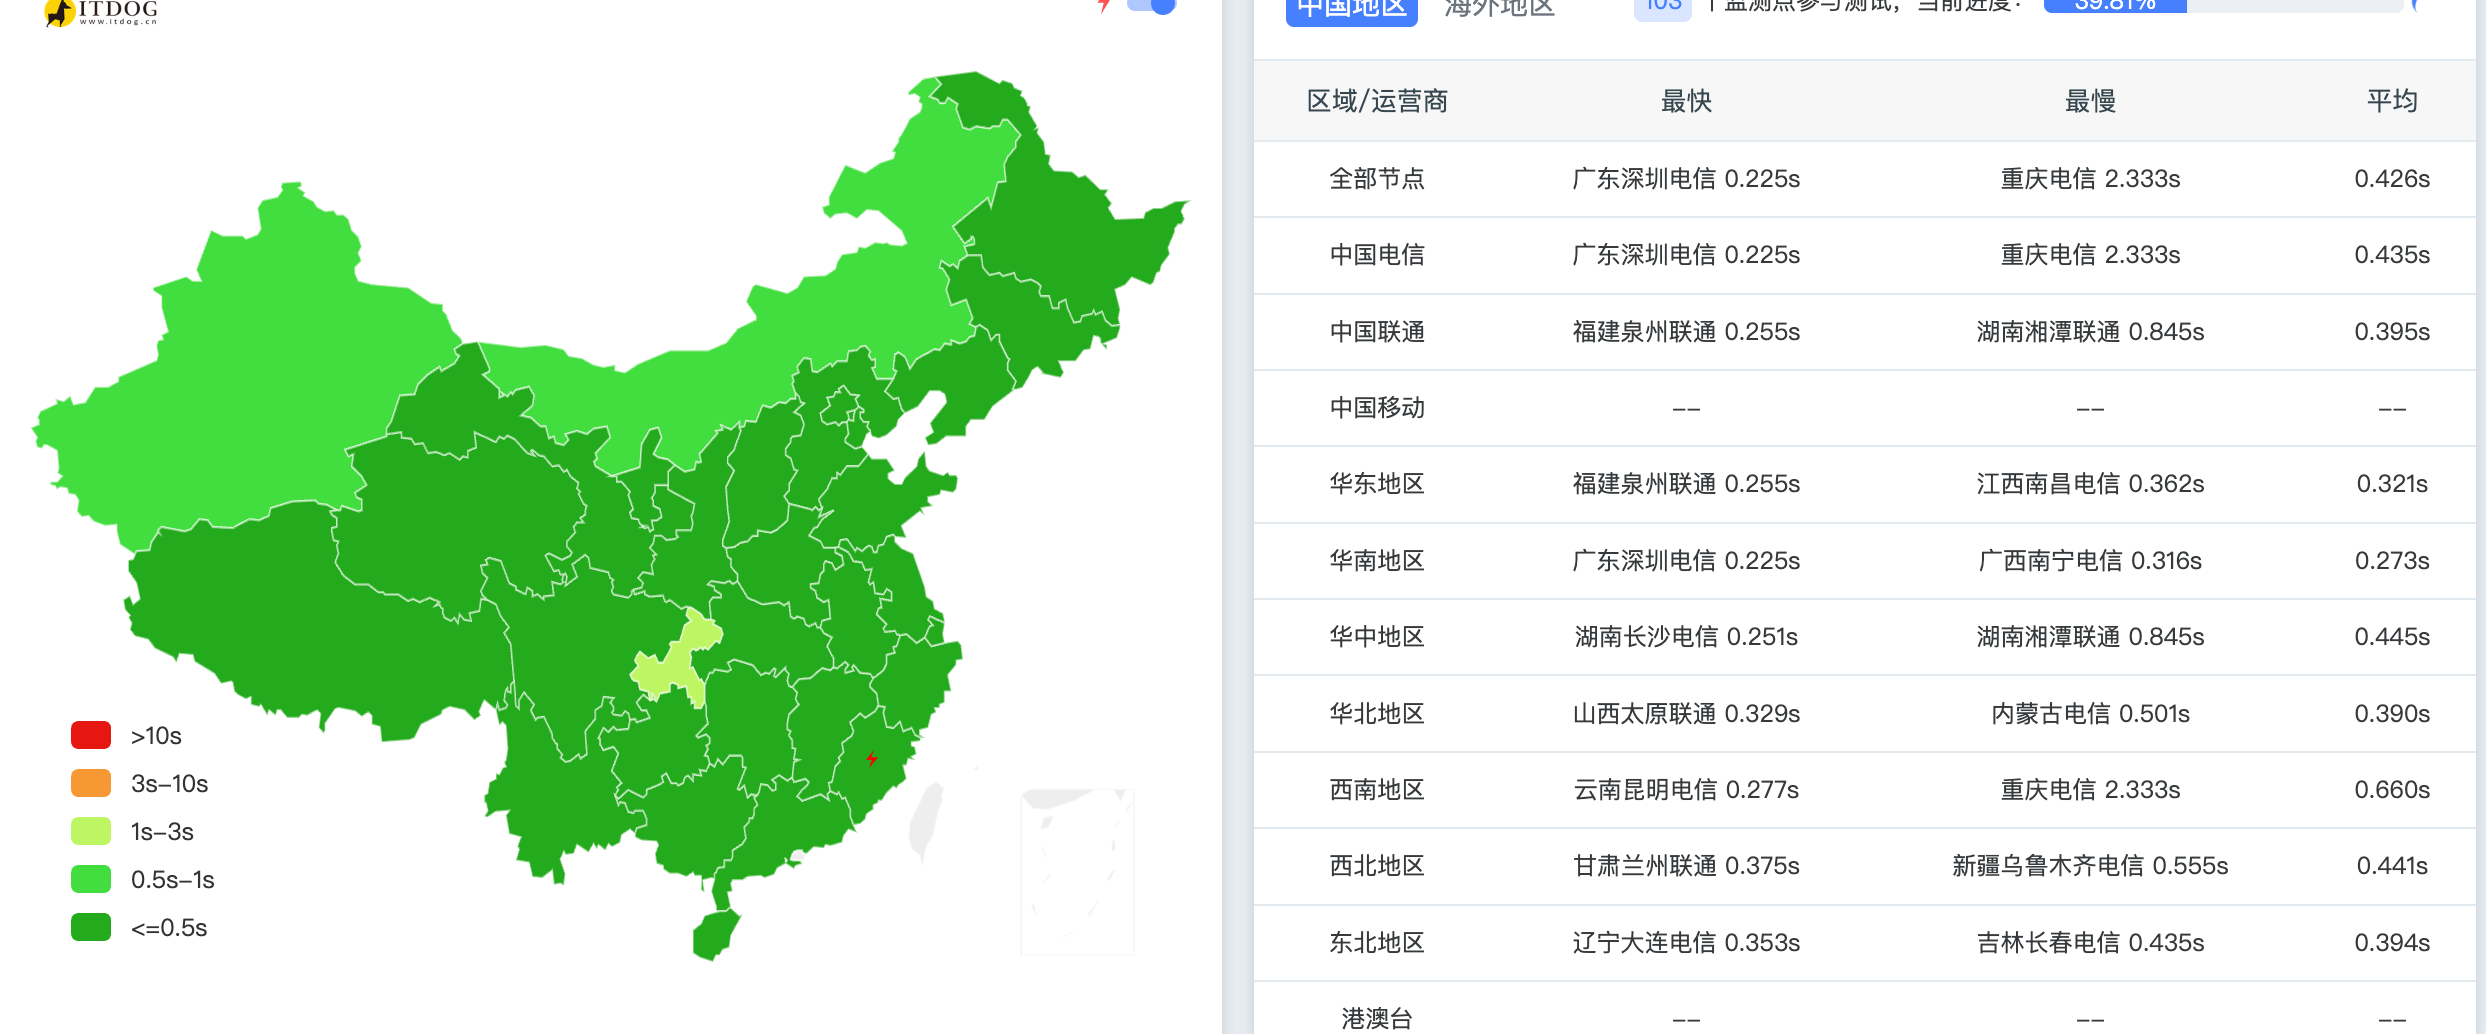 ITDOG
www.itdog.cn
>10s
3s–10s
1s–3s
0.5s–1s
<=0.5s
中国地区 海外地区 103 个监测点参与测试，当前进度： 39.81%
区域/运营商 最快 最慢 平均
全部节点 广东深圳电信 0.225s 重庆电信 2.333s 0.426s
中国电信 广东深圳电信 0.225s 重庆电信 2.333s 0.435s
中国联通 福建泉州联通 0.255s 湖南湘潭联通 0.845s 0.395s
中国移动 -- -- --
华东地区 福建泉州联通 0.255s 江西南昌电信 0.362s 0.321s
华南地区 广东深圳电信 0.225s 广西南宁电信 0.316s 0.273s
华中地区 湖南长沙电信 0.251s 湖南湘潭联通 0.845s 0.445s
华北地区 山西太原联通 0.329s 内蒙古电信 0.501s 0.390s
西南地区 云南昆明电信 0.277s 重庆电信 2.333s 0.660s
西北地区 甘肃兰州联通 0.375s 新疆乌鲁木齐电信 0.555s 0.441s
东北地区 辽宁大连电信 0.353s 吉林长春电信 0.435s 0.394s
港澳台 -- -- --